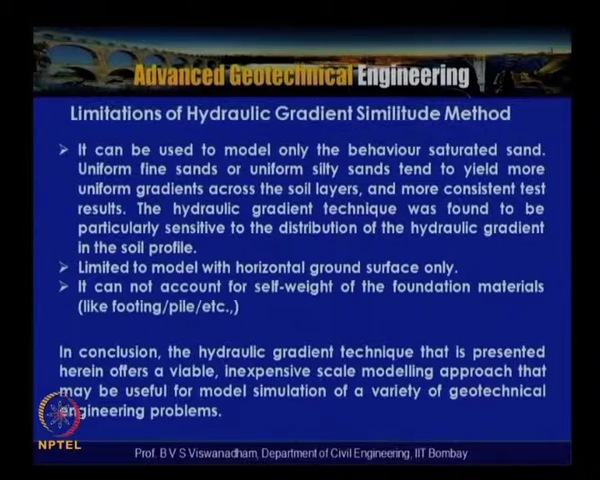 Advanced Geotechnical Engineering
Limitations of Hydraulic Gradient Similitude Method
➢ It can be used to model only the behaviour saturated sand.
Uniform fine sands or uniform silty sands tend to yield more
uniform gradients across the soil layers, and more consistent test
results. The hydraulic gradient technique was found to be
particularly sensitive to the distribution of the hydraulic gradient
in the soil profile.
➢ Limited to model with horizontal ground surface only.
➢ It can not account for self-weight of the foundation materials
(like footing/pile/etc.,)
In conclusion, the hydraulic gradient technique that is presented
herein offers a viable, inexpensive scale modelling approach that
may be useful for model simulation of a variety of geotechnical
engineering problems.
NPTEL
Prof. B V S Viswanadham, Department of Civil Engineering, IIT Bombay